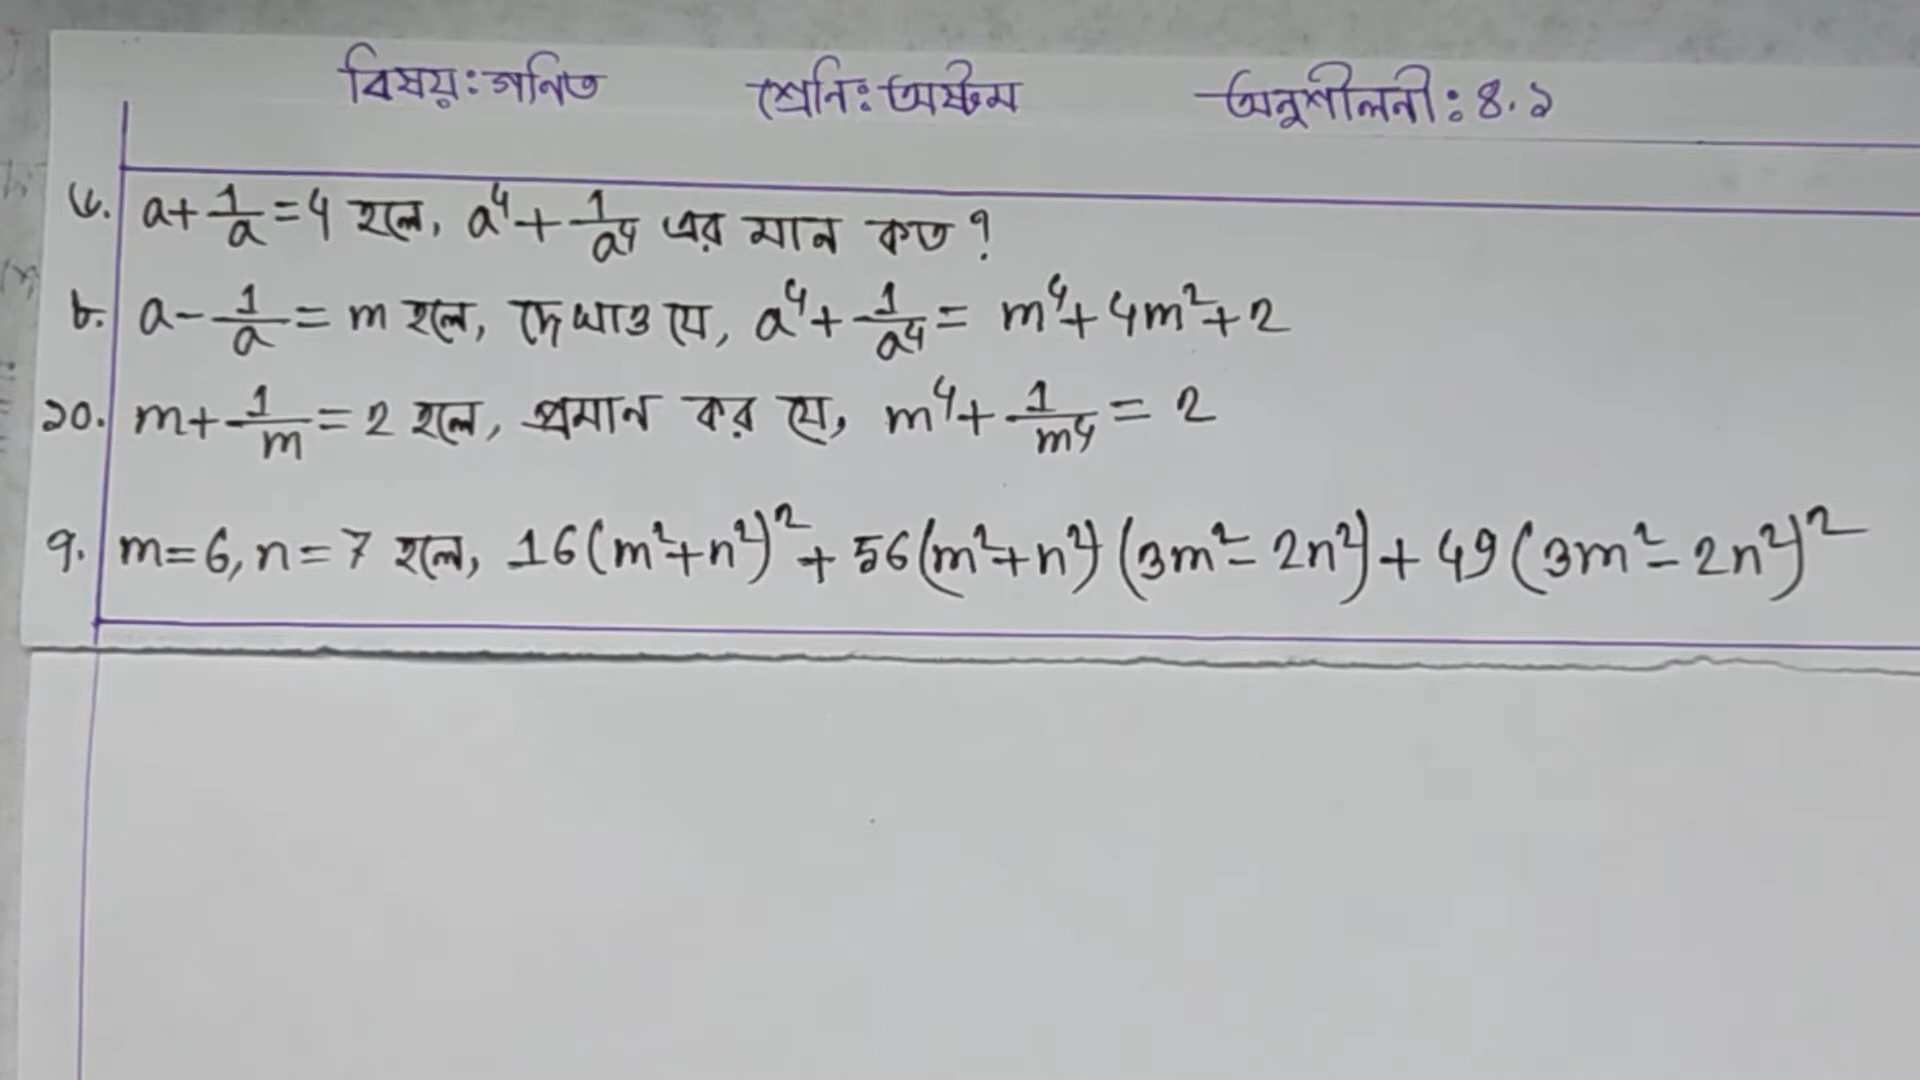 বিষয়: গনিত শ্রেনি: অষ্টম অনুশীলনী: ৪.১
৬. a+1/a=4 হলে, a⁴+1/a⁴ এর মান কত?
৮. a-1/a=m হলে, দেখাও যে, a⁴+1/a⁴=m⁴+4m²+2
১০. m+1/m=2 হলে, প্রমান কর যে, m⁴+1/m⁴=2
৭. m=6, n=7 হলে, 16(m²+n²)²+56(m²+n²)(3m²-2n²)+49(3m²-2n²)²